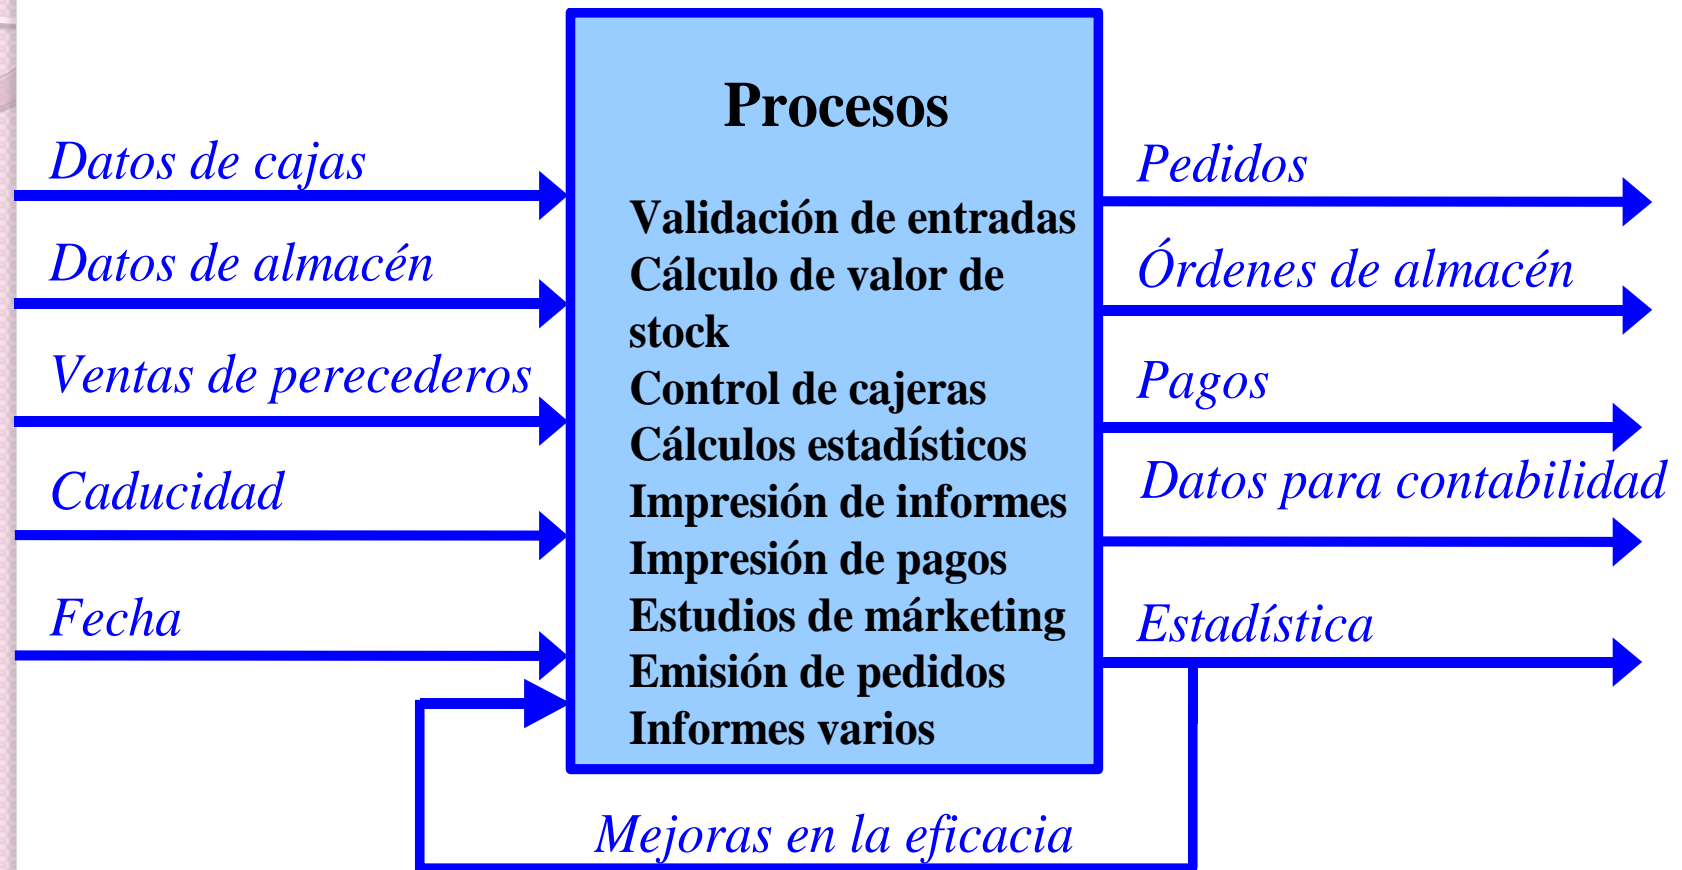 Procesos
Datos de cajas
Datos de almacén
Ventas de perecederos
Caducidad
Fecha
Validación de entradas
Cálculo de valor de
stock
Control de cajeras
Cálculos estadísticos
Impresión de informes
Impresión de pagos
Estudios de márketing
Emisión de pedidos
Informes varios
Pedidos
Órdenes de almacén
Pagos
Datos para contabilidad
Estadística
Mejoras en la eficacia